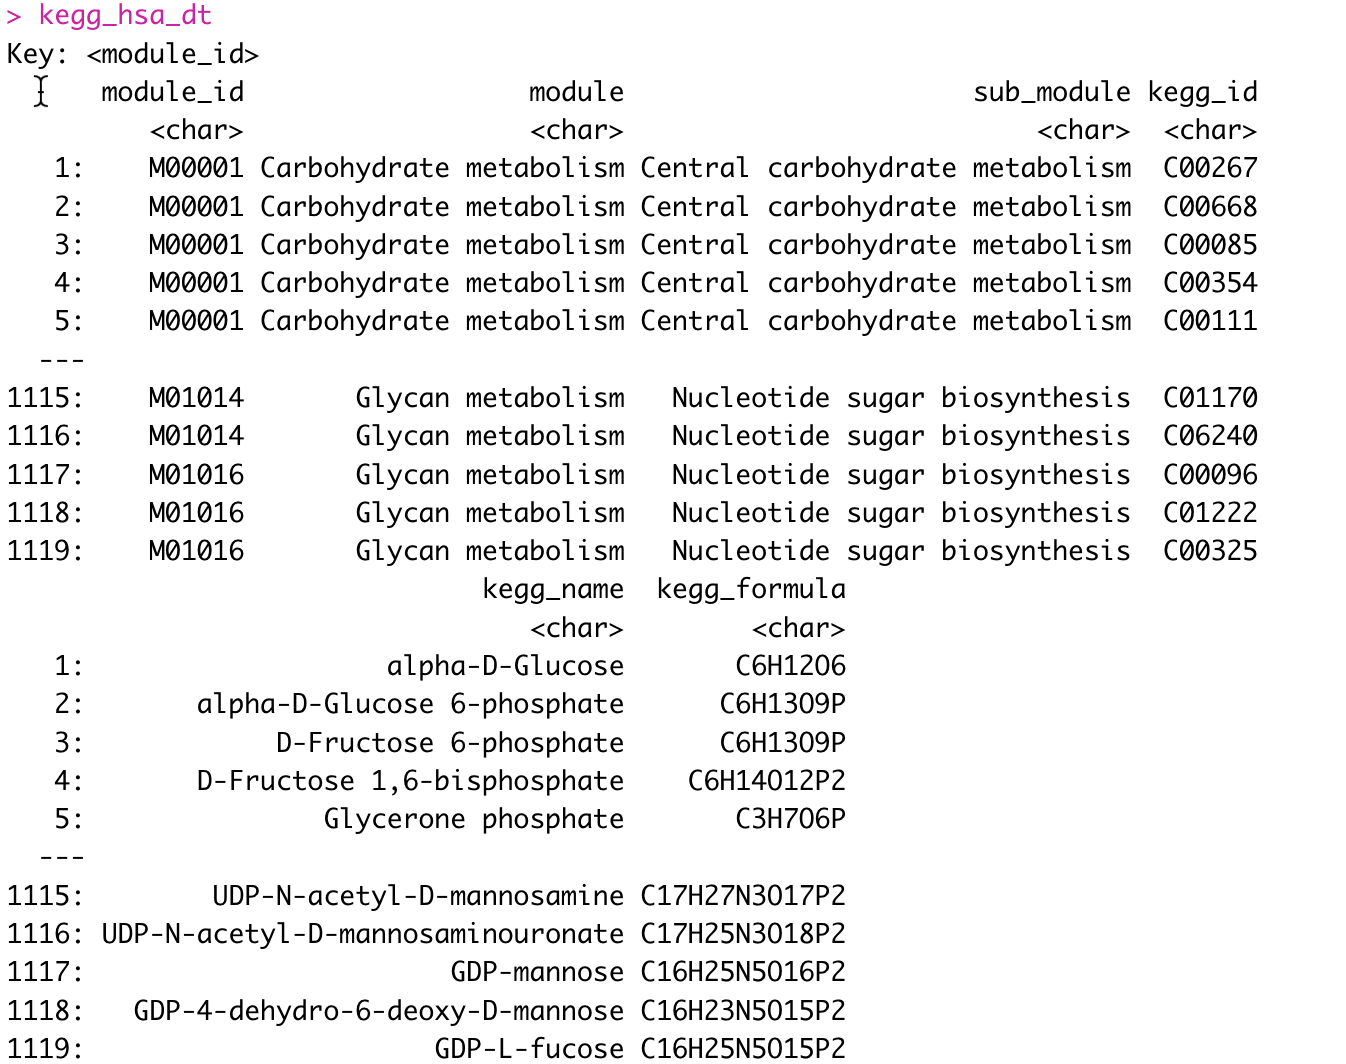 > kegg_hsa_dt
Key: <module_id>
module_id module sub_module kegg_id
<char> <char> <char> <char>
1: M00001 Carbohydrate metabolism Central carbohydrate metabolism C00267
2: M00001 Carbohydrate metabolism Central carbohydrate metabolism C00668
3: M00001 Carbohydrate metabolism Central carbohydrate metabolism C00085
4: M00001 Carbohydrate metabolism Central carbohydrate metabolism C00354
5: M00001 Carbohydrate metabolism Central carbohydrate metabolism C00111
---
1115: M01014 Glycan metabolism Nucleotide sugar biosynthesis C01170
1116: M01014 Glycan metabolism Nucleotide sugar biosynthesis C06240
1117: M01016 Glycan metabolism Nucleotide sugar biosynthesis C00096
1118: M01016 Glycan metabolism Nucleotide sugar biosynthesis C01222
1119: M01016 Glycan metabolism Nucleotide sugar biosynthesis C00325
kegg_name kegg_formula
<char> <char>
1: alpha-D-Glucose C6H12O6
2: alpha-D-Glucose 6-phosphate C6H13O9P
3: D-Fructose 6-phosphate C6H13O9P
4: D-Fructose 1,6-bisphosphate C6H14O12P2
5: Glycerone phosphate C3H7O6P
---
1115: UDP-N-acetyl-D-mannosamine C17H27N3O17P2
1116: UDP-N-acetyl-D-mannosaminouronate C17H25N3O18P2
1117: GDP-mannose C16H25N5O16P2
1118: GDP-4-dehydro-6-deoxy-D-mannose C16H23N5O15P2
1119: GDP-L-fucose C16H25N5O15P2